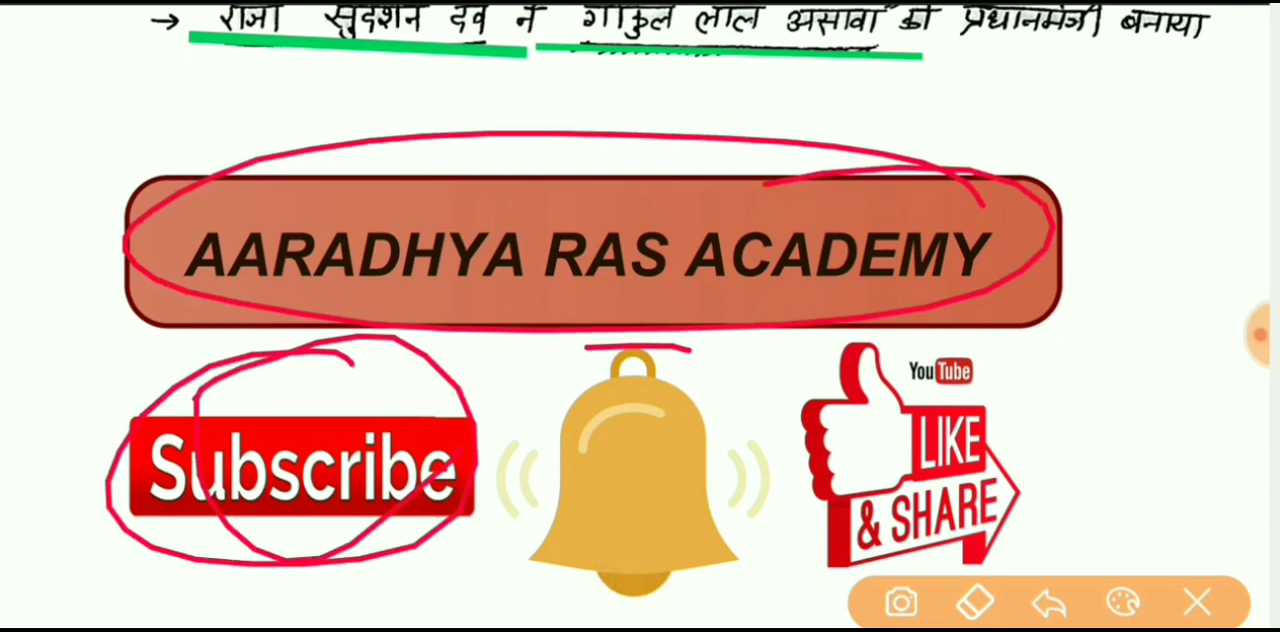 → राजा सुदर्शन देव ने गोकुल लाल असावा को प्रधानमंत्री बनाया
AARADHYA RAS ACADEMY
YouTube
Subscribe
LIKE
& SHARE